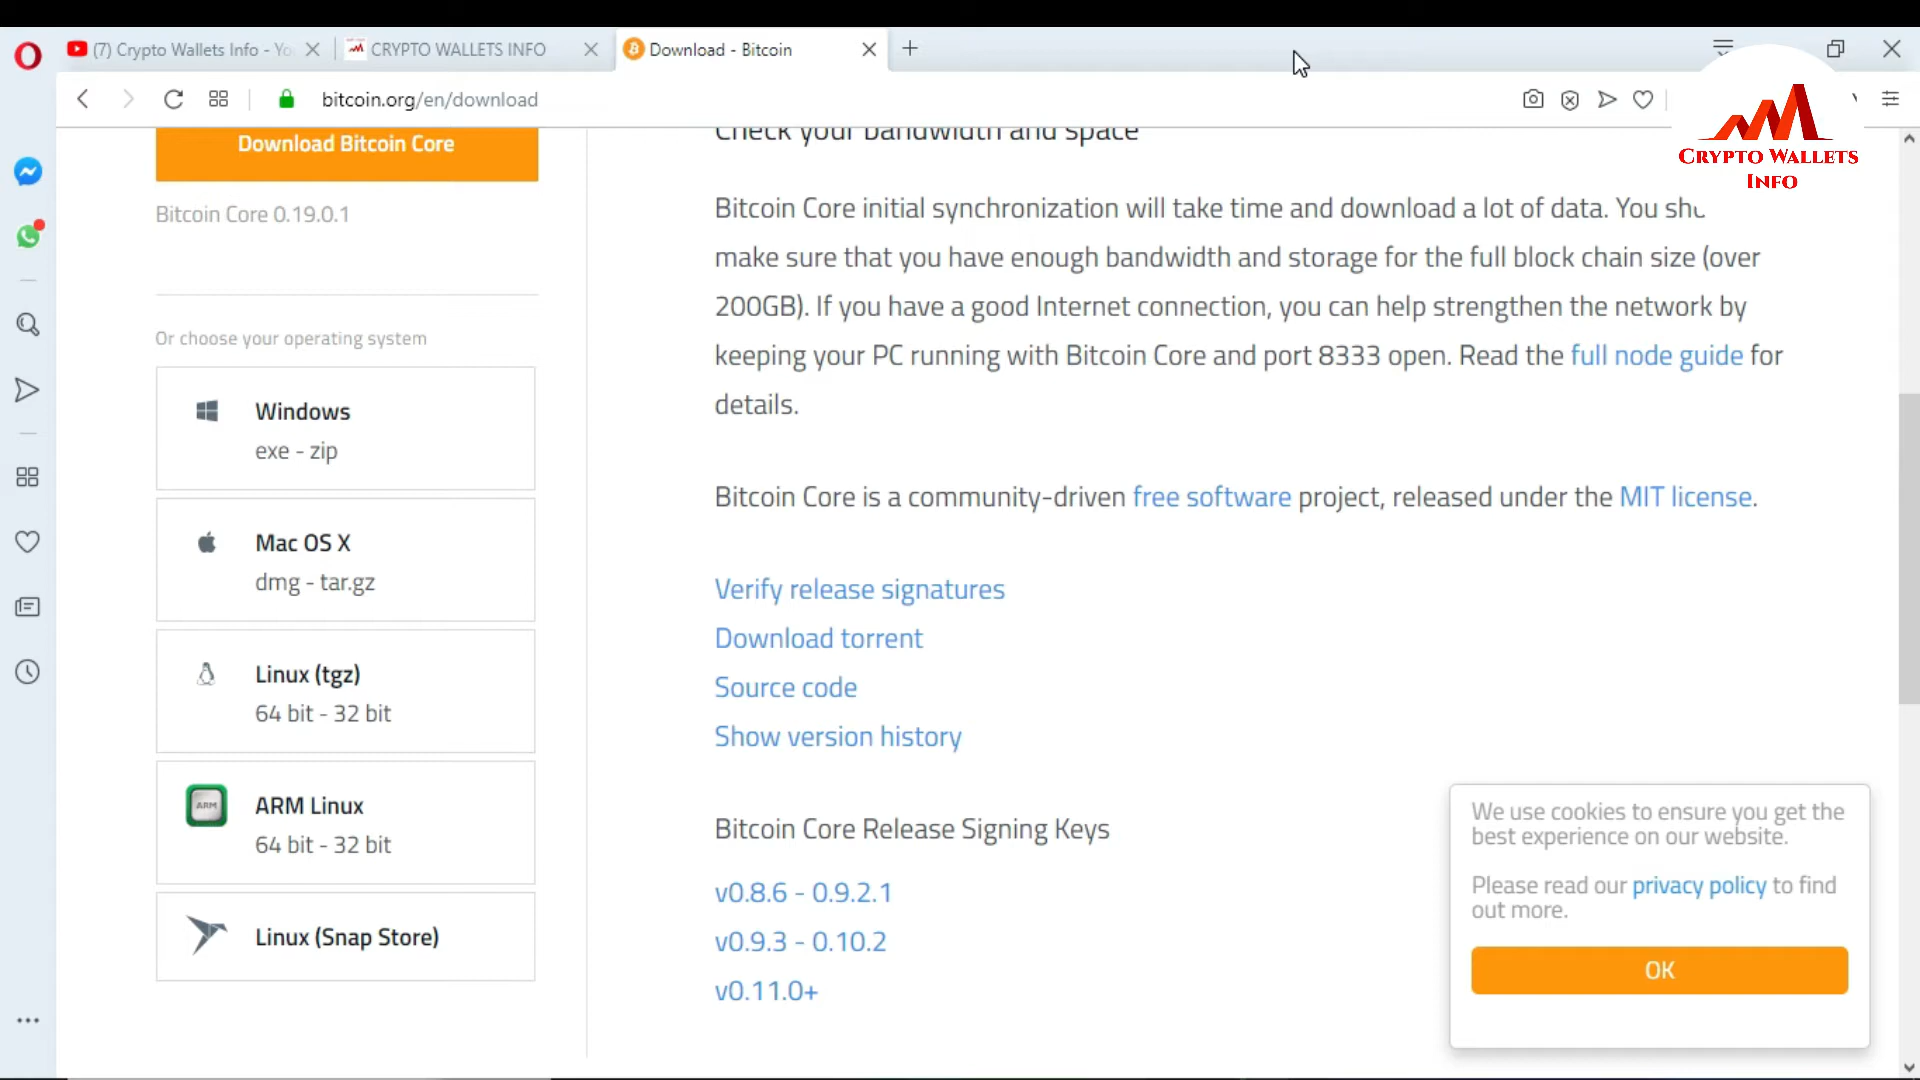 (7) Crypto Wallets Info - Yo
CRYPTO WALLETS INFO
Download - Bitcoin
bitcoin.org/en/download
CRYPTO WALLETS
INFO
Download Bitcoin Core
Bitcoin Core 0.19.0.1
Or choose your operating system
Windows
exe - zip
Mac OS X
dmg - tar.gz
Linux (tgz)
64 bit - 32 bit
ARM
ARM Linux
64 bit - 32 bit
Linux (Snap Store)
Check your bandwidth and space
Bitcoin Core initial synchronization will take time and download a lot of data. You
make sure that you have enough bandwidth and storage for the full block chain size (over
200GB). If you have a good Internet connection, you can help strengthen the network by
keeping your PC running with Bitcoin Core and port 8333 open. Read the full node guide for
details.
Bitcoin Core is a community-driven free software project, released under the MIT license.
Verify release signatures
Download torrent
Source code
Show version history
Bitcoin Core Release Signing Keys
v0.8.6 - 0.9.2.1
v0.9.3 - 0.10.2
v0.11.0+
We use cookies to ensure you get the
best experience on our website.
Please read our privacy policy to find
out more.
OK